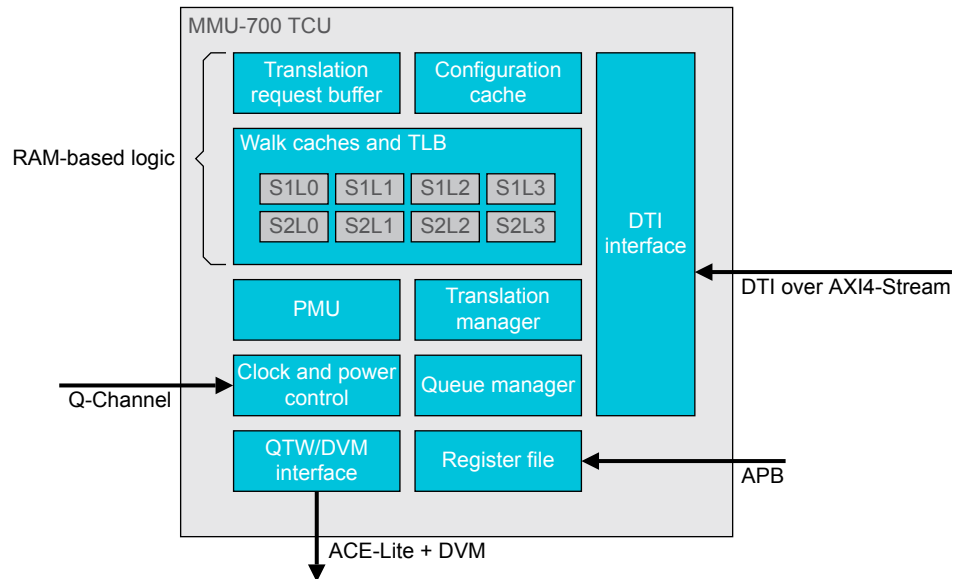 MMU-700 TCU
Translation
request buffer
Configuration
cache
RAM-based logic
Walk caches and TLB
S1L0 S1L1 S1L2 S1L3
S2L0 S2L1 S2L2 S2L3
DTI
interface
DTI over AXI4-Stream
PMU
Translation
manager
Clock and power
control
Queue manager
Q-Channel
QTW/DVM
interface
Register file
APB
ACE-Lite + DVM